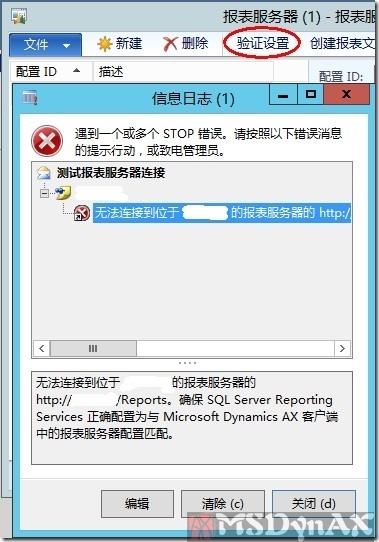 报表服务器 (1) - 报表服
文件 新建 删除 验证设置 创建报表文
配置 ID 描述 配置 ID:
信息日志 (1)
遇到一个或多个 STOP 错误。请按照以下错误消息
的提示行动，或致电管理员。
测试报表服务器连接
无法连接到位于 的报表服务器的 http:/
无法连接到位于 的报表服务器的
http:// /Reports。确保 SQL Server Reporting
Services 正确配置为与 Microsoft Dynamics AX 客户端
中的报表服务器配置匹配。
编辑 清除 (c) 关闭 (d)
MSDynAX